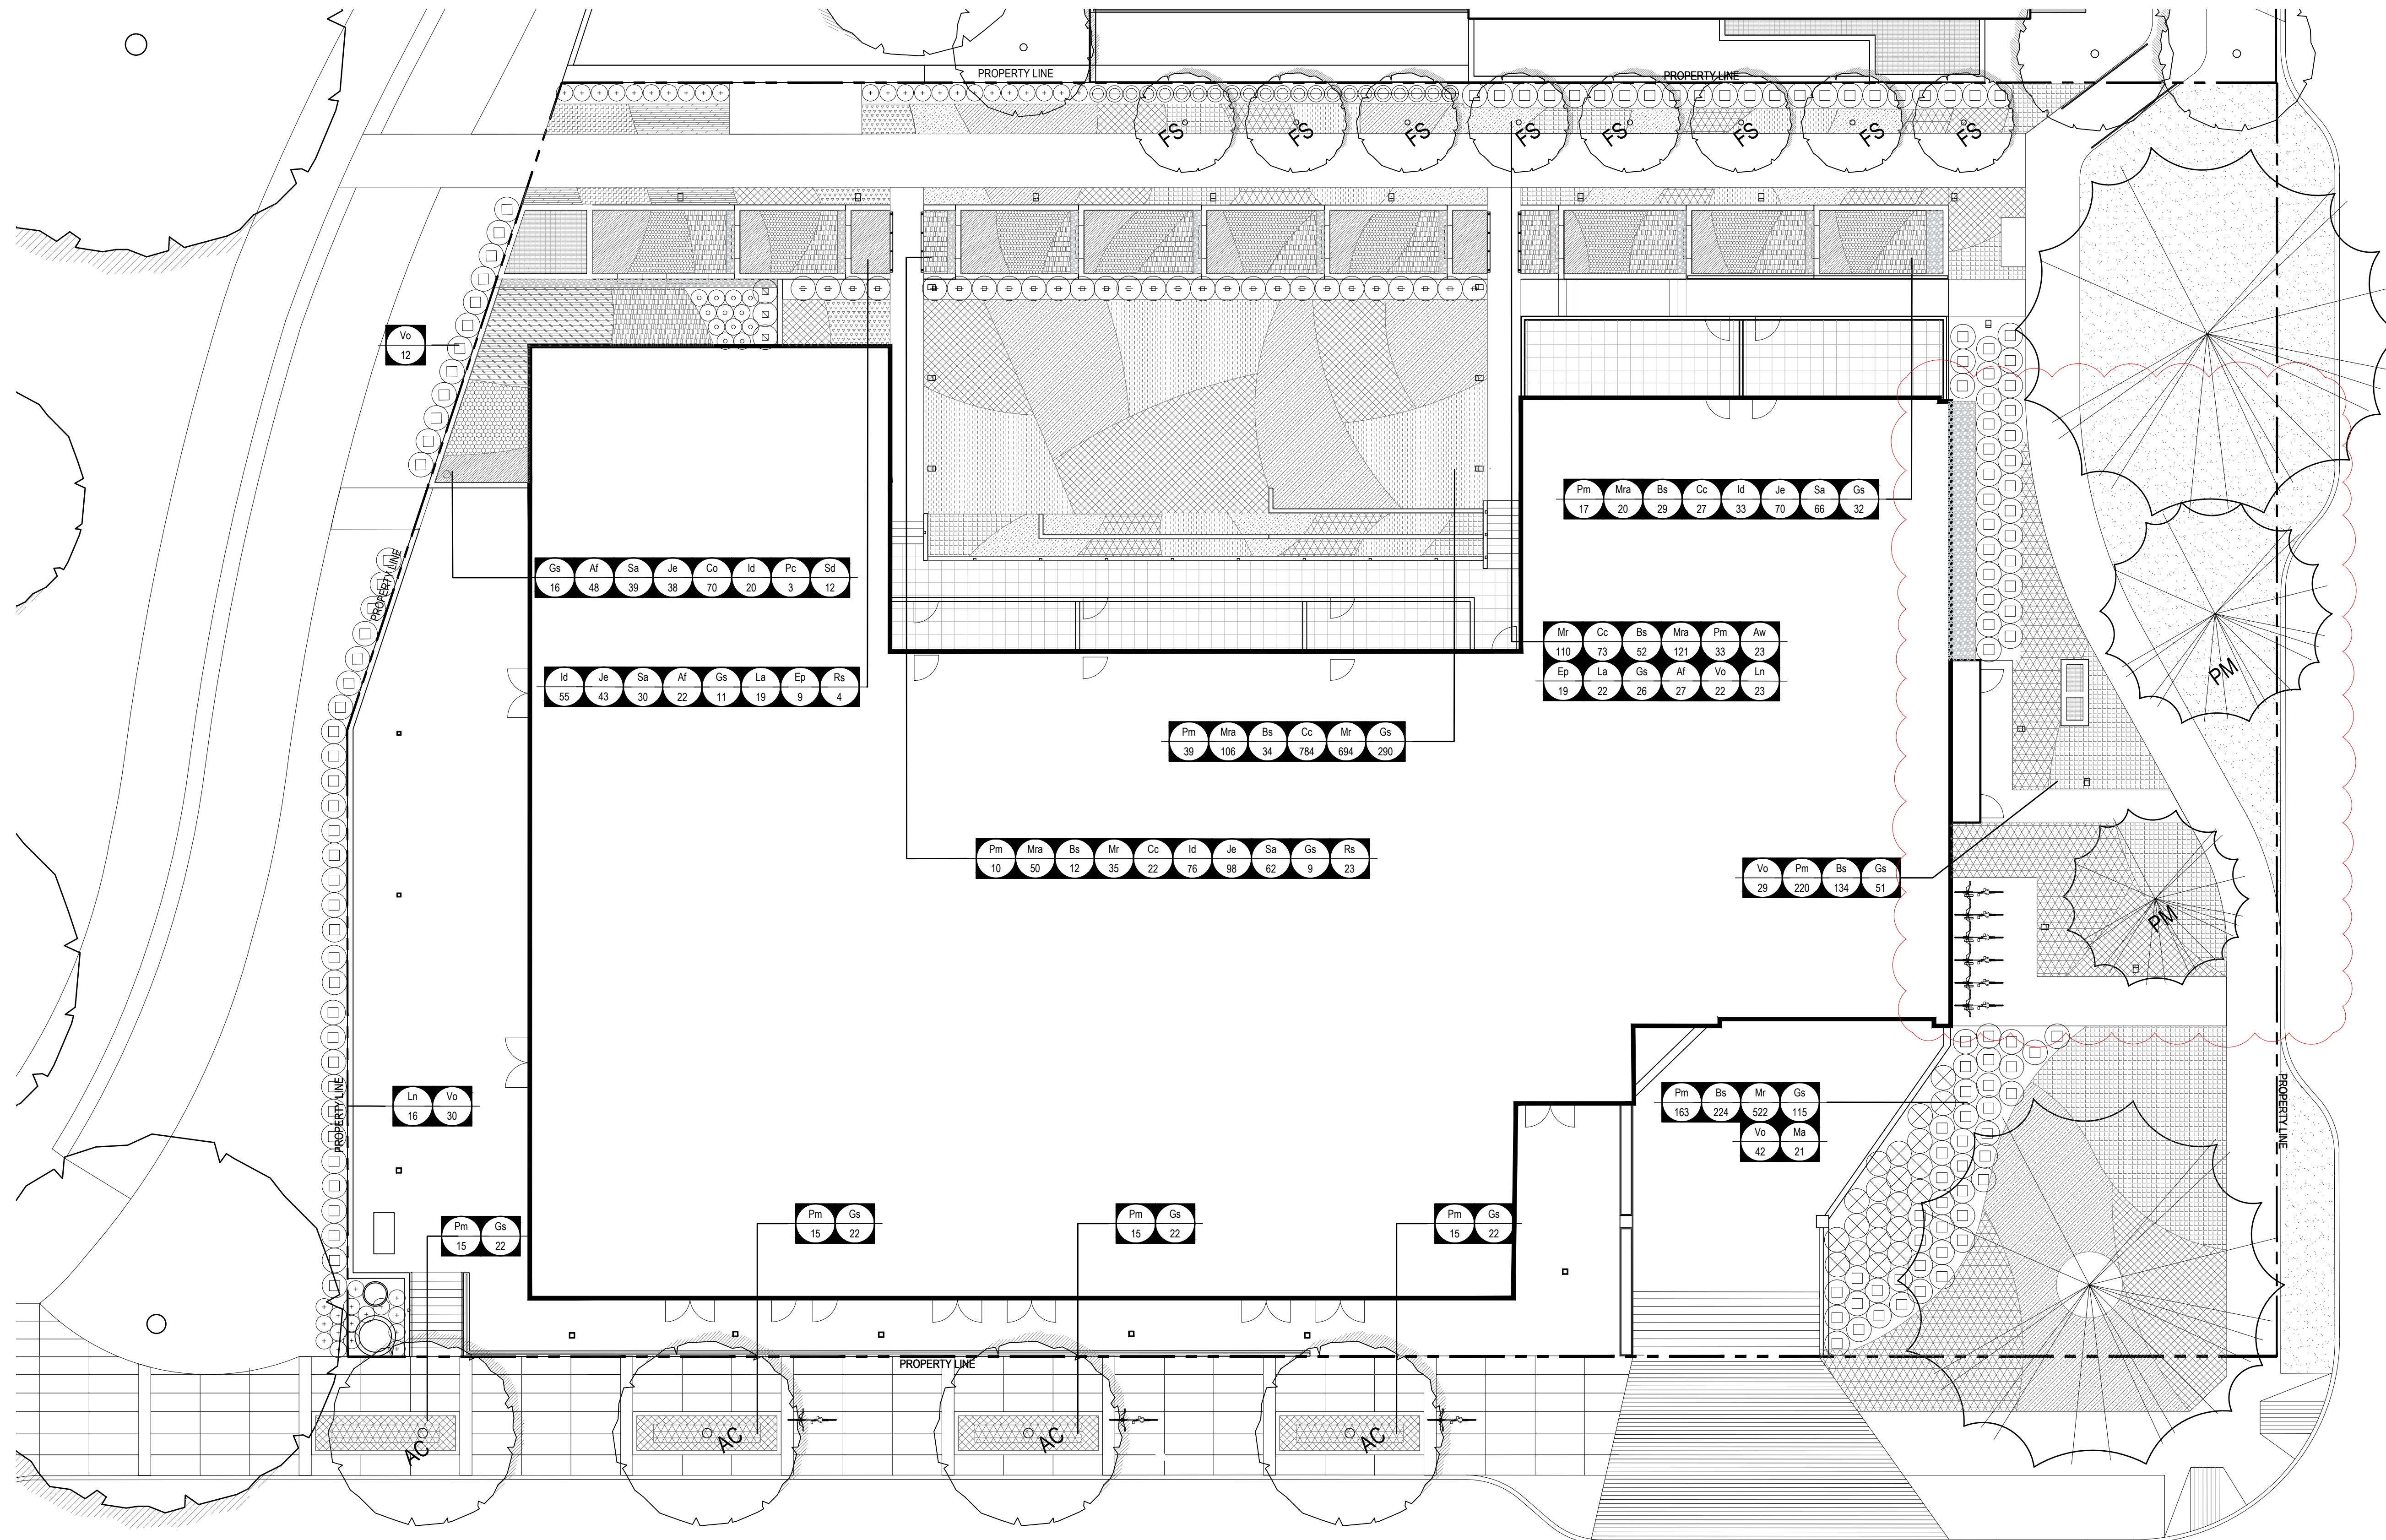 PROPERTY LINE
PROPERTY LINE
FS FS FS FS FS FS FS FS
Vo
12
Pm Mra Bs Cc Id Je Sa Gs
17 20 29 27 33 70 66 32
PROPERTY LINE
Gs Af Sa Je Co Id Pc Sd
16 48 39 38 70 20 3 12
Mr Cc Bs Mra Pm Aw
110 73 52 121 33 23
Ep La Gs Af Vo Ln
19 22 26 27 22 23
PM
Id Je Sa Af Gs La Ep Rs
55 43 30 22 11 19 9 4
Pm Mra Bs Cc Mr Gs
39 106 34 784 694 290
Pm Mra Bs Mr Cc Id Je Sa Gs Rs
10 50 12 35 22 76 98 62 9 23
Vo Pm Bs Gs
29 220 134 51
PM
PROPERTY LINE
Ln Vo
16 30
Pm Bs Mr Gs
163 224 522 115
Vo Ma
42 21
PROPERTY LINE
Pm Gs
15 22
Pm Gs
15 22
Pm Gs
15 22
Pm Gs
15 22
PROPERTY LINE
AC AC AC AC